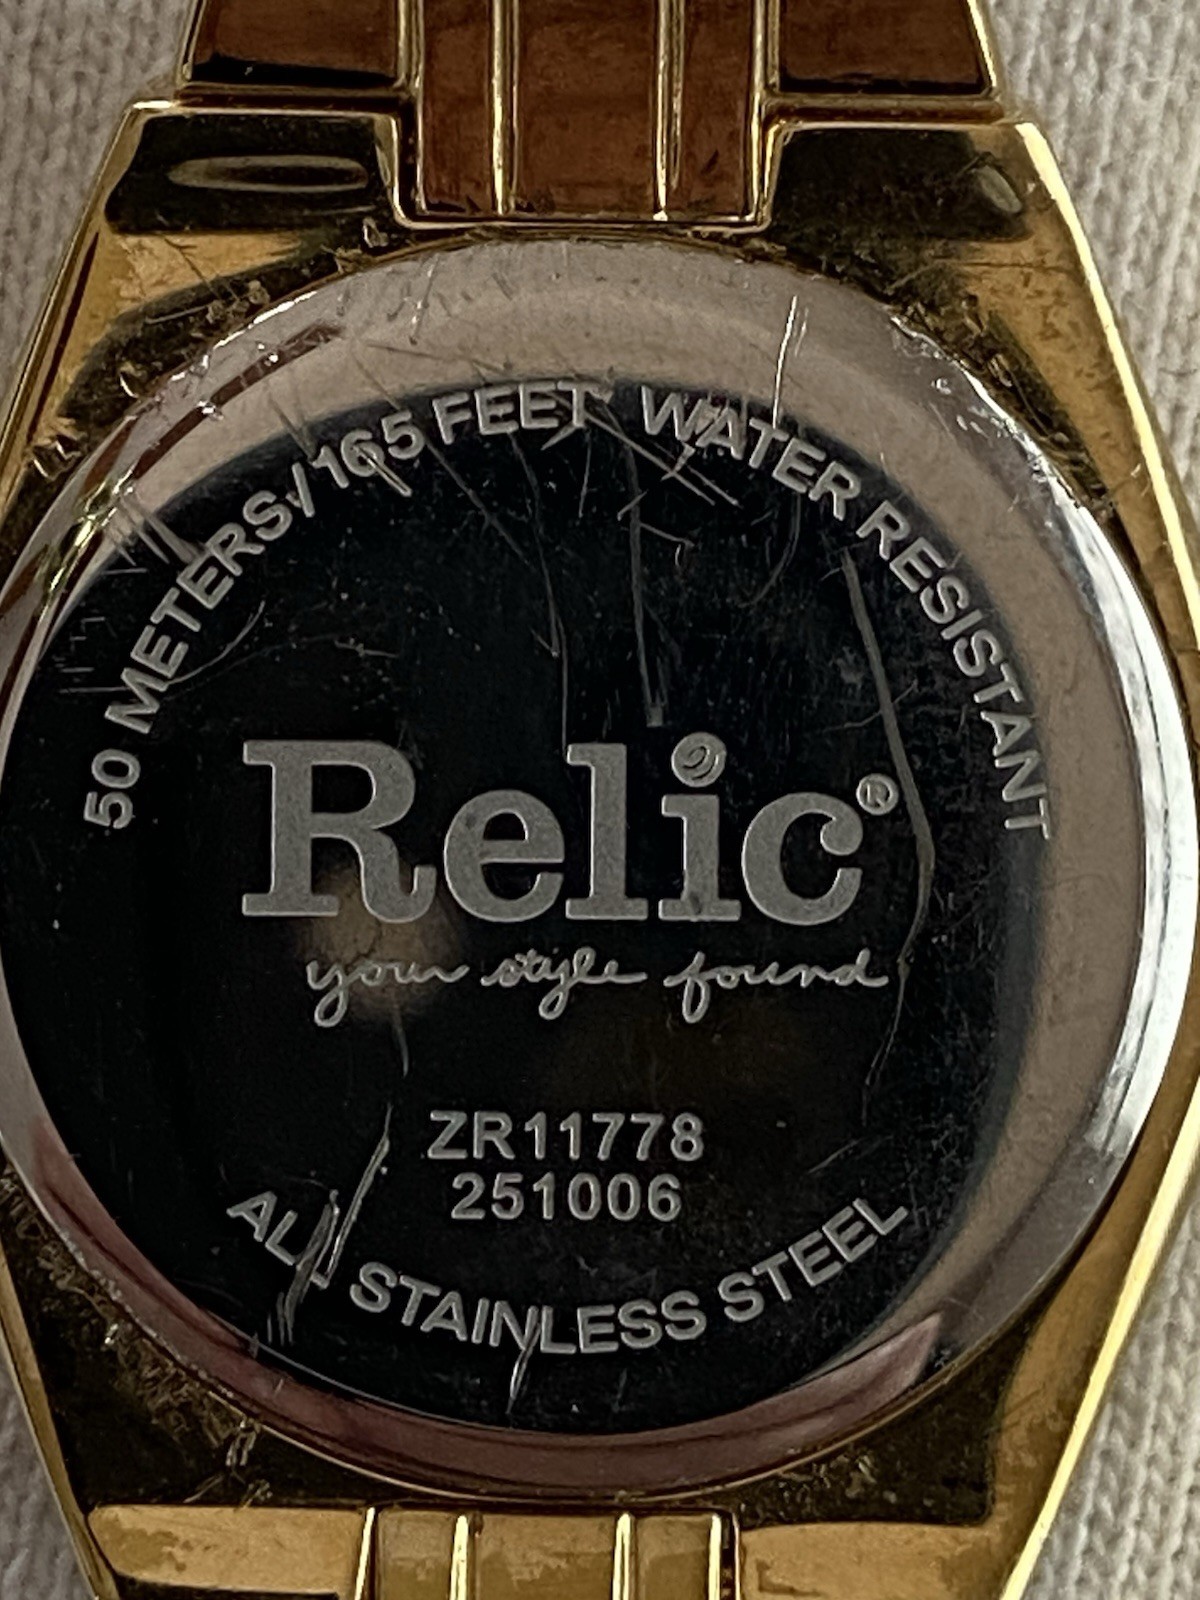 50 METERS/165 FEET WATER RESISTANT
Relic®
your style found
ZR11778
251006
ALL STAINLESS STEEL